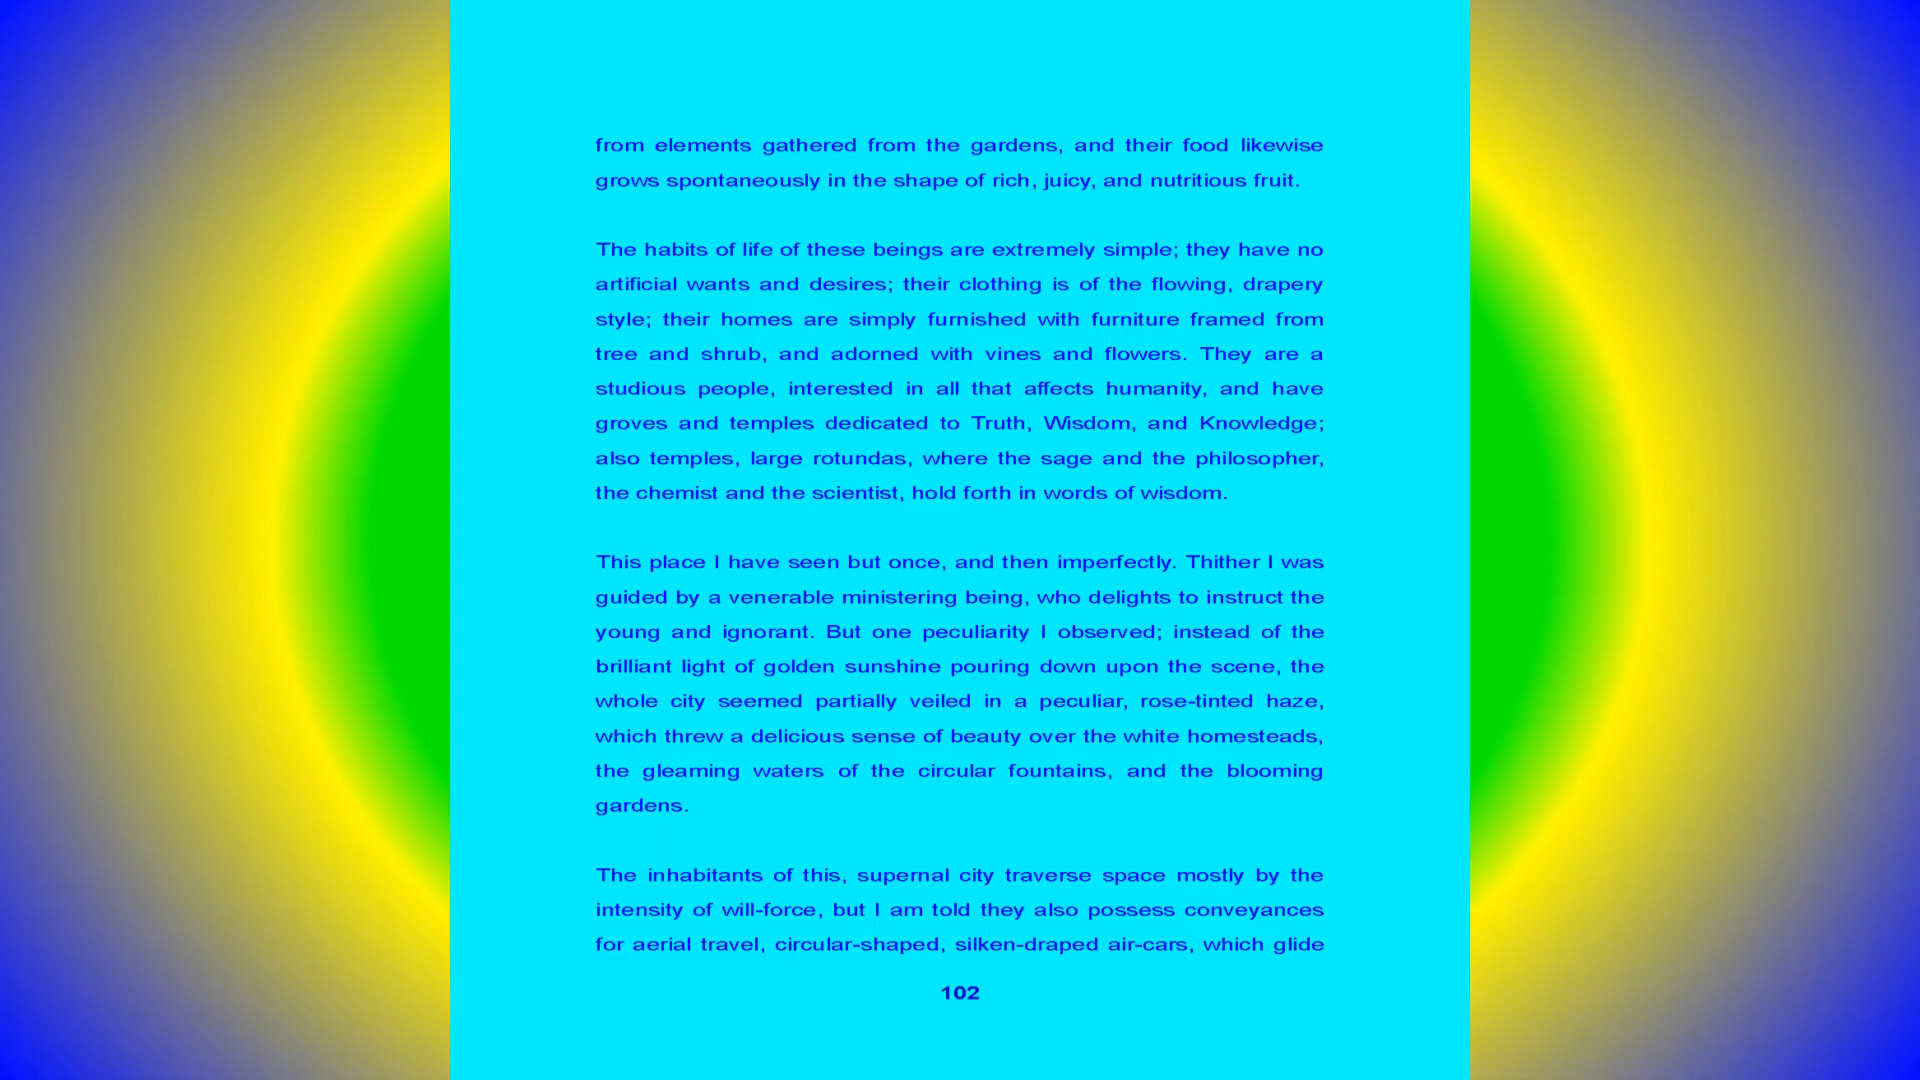 from elements gathered from the gardens, and their food likewise
grows spontaneously in the shape of rich, juicy, and nutritious fruit.
The habits of life of these beings are extremely simple; they have no
artificial wants and desires; their clothing is of the flowing, drapery
style; their homes are simply furnished with furniture framed from
tree and shrub, and adorned with vines and flowers. They are a
studious people, interested in all that affects humanity, and have
groves and temples dedicated to Truth, Wisdom, and Knowledge;
also temples, large rotundas, where the sage and the philosopher,
the chemist and the scientist, hold forth in words of wisdom.
This place I have seen but once, and then imperfectly. Thither I was
guided by a venerable ministering being, who delights to instruct the
young and ignorant. But one peculiarity I observed; instead of the
brilliant light of golden sunshine pouring down upon the scene, the
whole city seemed partially veiled in a peculiar, rose-tinted haze,
which threw a delicious sense of beauty over the white homesteads,
the gleaming waters of the circular fountains, and the blooming
gardens.
The inhabitants of this, supernal city traverse space mostly by the
intensity of will-force, but I am told they also possess conveyances
for aerial travel, circular-shaped, silken-draped air-cars, which glide
102